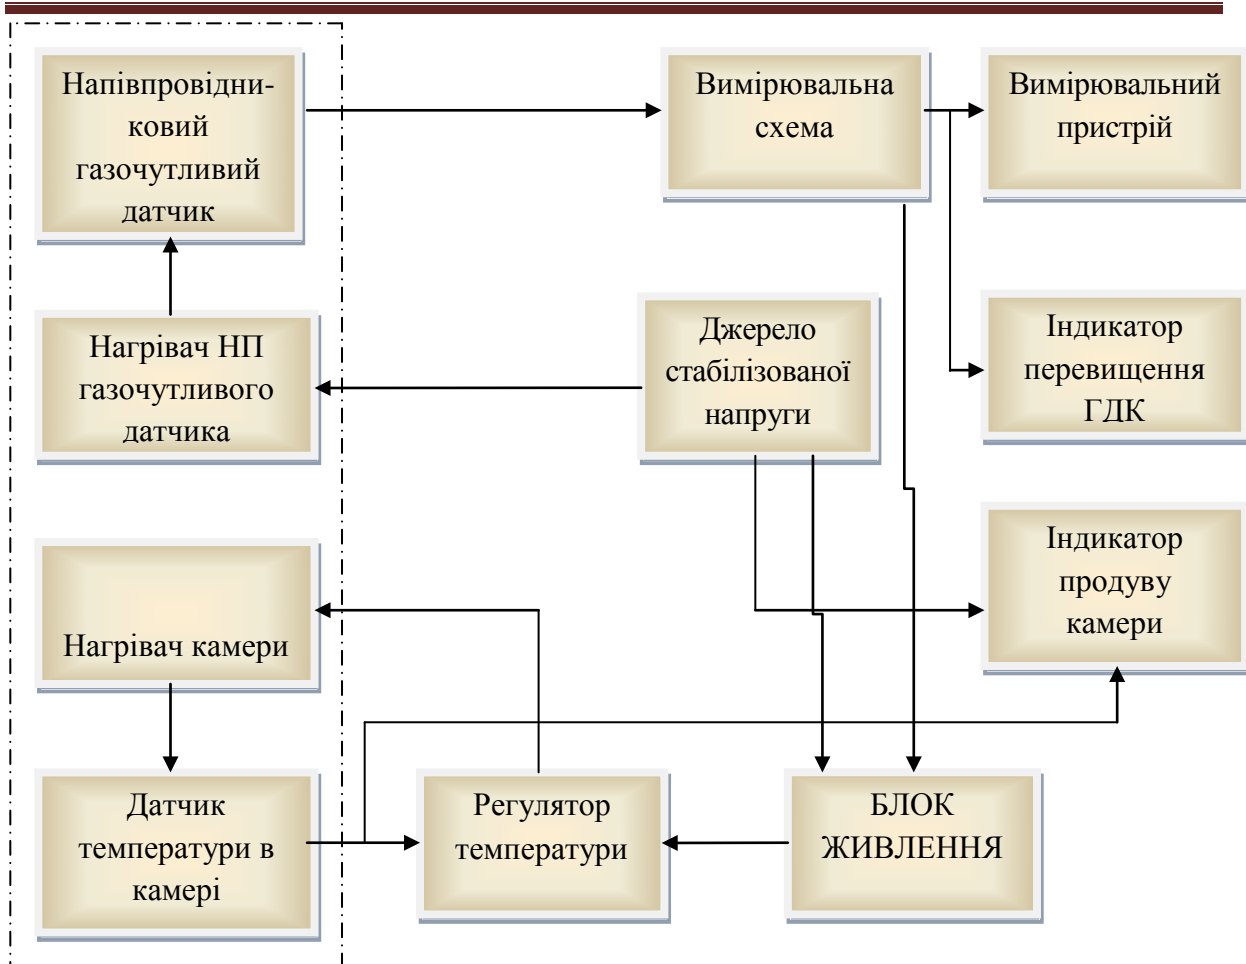 Напівпровідни-
ковий
газочутливий
датчик
Вимірювальна
схема
Вимірювальний
пристрій
Нагрівач НП
газочутливого
датчика
Джерело
стабілізованої
напруги
Індикатор
перевищення
ГДК
Нагрівач камери
Індикатор
продуву
камери
Датчик
температури в
камері
Регулятор
температури
БЛОК
ЖИВЛЕННЯ